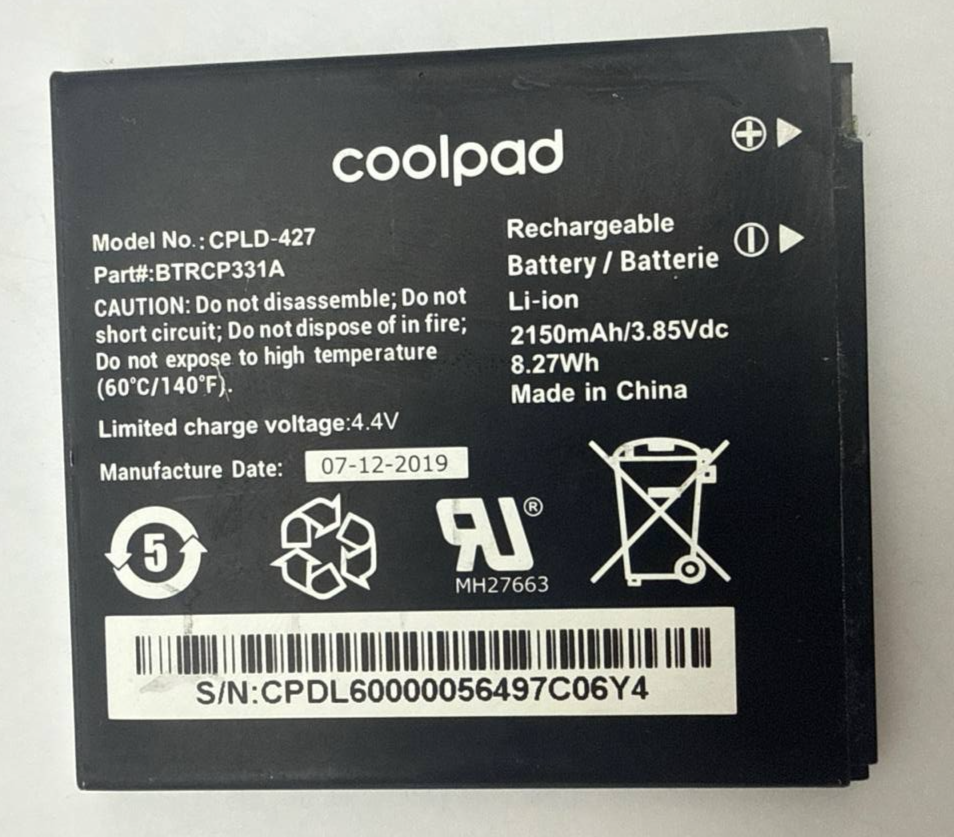 coolpad
Model No.:CPLD-427
Part#:BTRCP331A
CAUTION: Do not disassemble; Do not
short circuit; Do not dispose of in fire;
Do not expose to high temperature
(60°C/140°F).
Limited charge voltage:4.4V
Manufacture Date: 07-12-2019
Rechargeable
Battery / Batterie
Li-ion
2150mAh/3.85Vdc
8.27Wh
Made in China
5
®
MH27663
S/N:CPDL60000056497C06Y4